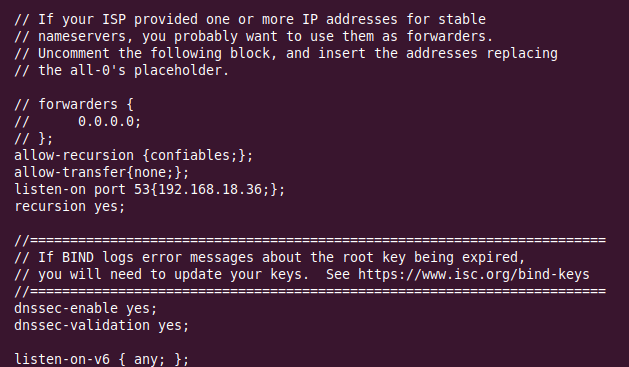 // If your ISP provided one or more IP addresses for stable
// nameservers, you probably want to use them as forwarders.
// Uncomment the following block, and insert the addresses replacing
// the all-0's placeholder.
// forwarders {
//      0.0.0.0;
// };
allow-recursion {confiables;};
allow-transfer{none;};
listen-on port 53{192.168.18.36;};
recursion yes;
//========================================================================
// If BIND logs error messages about the root key being expired,
// you will need to update your keys.  See https://www.isc.org/bind-keys
//========================================================================
dnssec-enable yes;
dnssec-validation yes;
listen-on-v6 { any; };